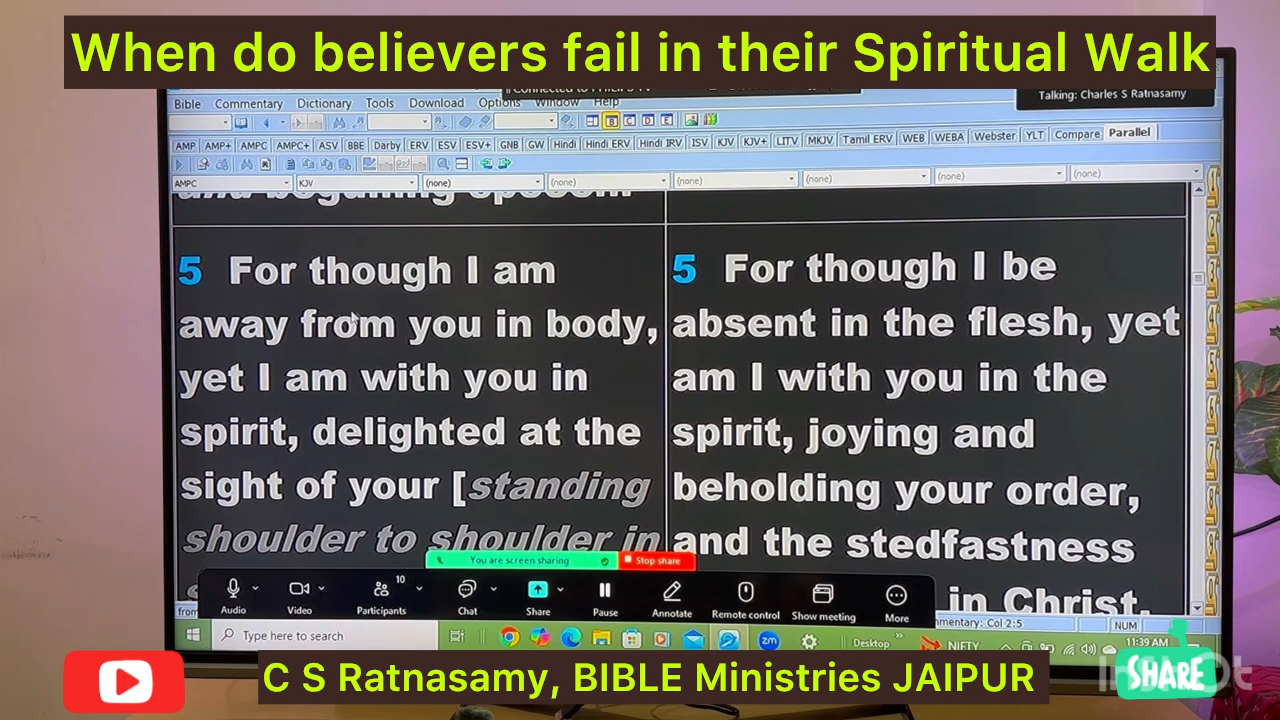 When do believers fail in their Spiritual Walk
Talking: Charles S Ratnasamy
Bible Commentary Dictionary Tools Download Options Window Help
AMP AMP+ AMPC AMPC+ ASV BBE Darby ERV ESV ESV+ GNB GW Hindi Hindi ERV Hindi IRV ISV KJV KJV+ LITV MKJV Tamil ERV WEB WEBA Webster YLT Compare Parallel
AMPC KJV (none) (none) (none) (none) (none) (none)
5 For though I am
away from you in body,
yet I am with you in
spirit, delighted at the
sight of your [standing
shoulder to shoulder in
5 For though I be
absent in the flesh, yet
am I with you in the
spirit, joying and
beholding your order,
and the stedfastness
in Christ.
You are screen sharing Stop share
10
Audio Video Participants Chat Share Pause Annotate Remote control Show meeting More
mmentary: Col 2:5 NUM
Type here to search
zm
Desktop
NIFTY
11:39 AM
C S Ratnasamy, BIBLE Ministries JAIPUR
SHARE